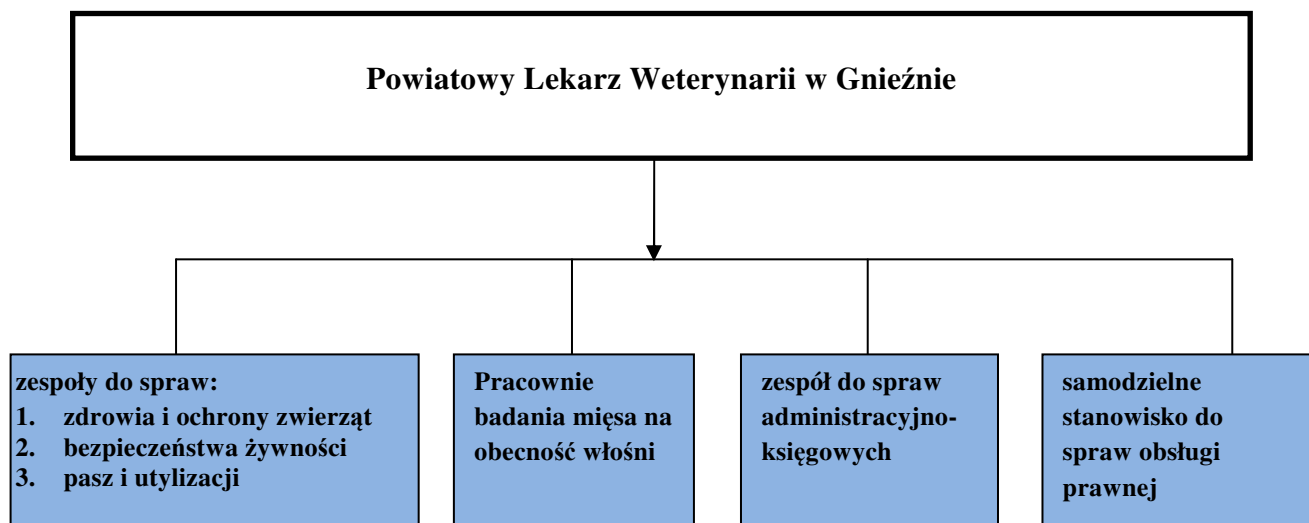 Powiatowy Lekarz Weterynarii w Gnieźnie
zespoły do spraw:
1. zdrowia i ochrony zwierząt
2. bezpieczeństwa żywności
3. pasz i utylizacji
Pracownie
badania mięsa na
obecność włośni
zespół do spraw
administracyjno-
księgowych
samodzielne
stanowisko do
spraw obsługi
prawnej